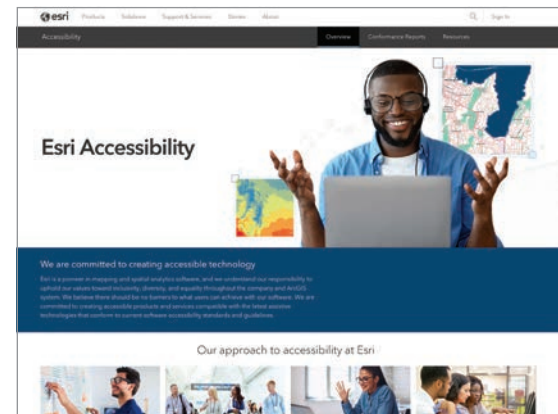 esri Products Solutions Support & Services Stories About Sign In
Accessibility Overview Conformance Reports Resources
Esri Accessibility
We are committed to creating accessible technology
Esri is a pioneer in mapping and spatial analytics software, and we understand our responsibility to
uphold our values toward inclusivity, diversity, and equality throughout the company and ArcGIS
system. We believe there should be no barriers to what users can achieve with our software. We are
committed to creating accessible products and services compatible with the latest assistive
technologies that conform to current software accessibility standards and guidelines.
Our approach to accessibility at Esri